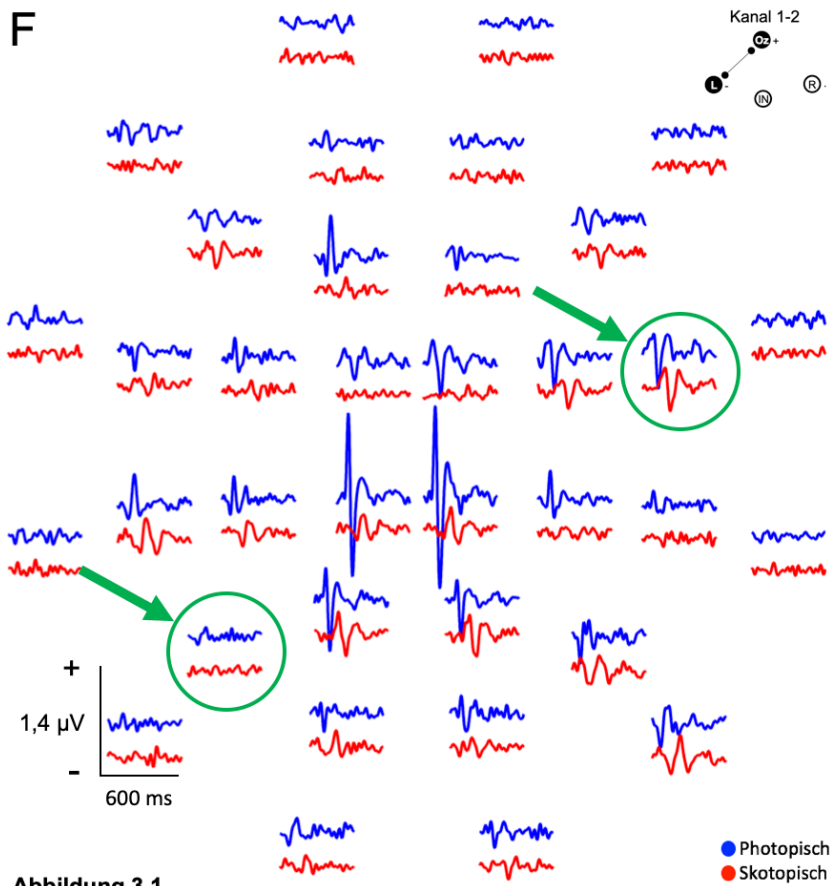 F
Kanal 1-2
Oz +
L -
IN
R -
+
1,4 µV
-
600 ms
Photopisch
Skotopisch
Abbildung 3.1